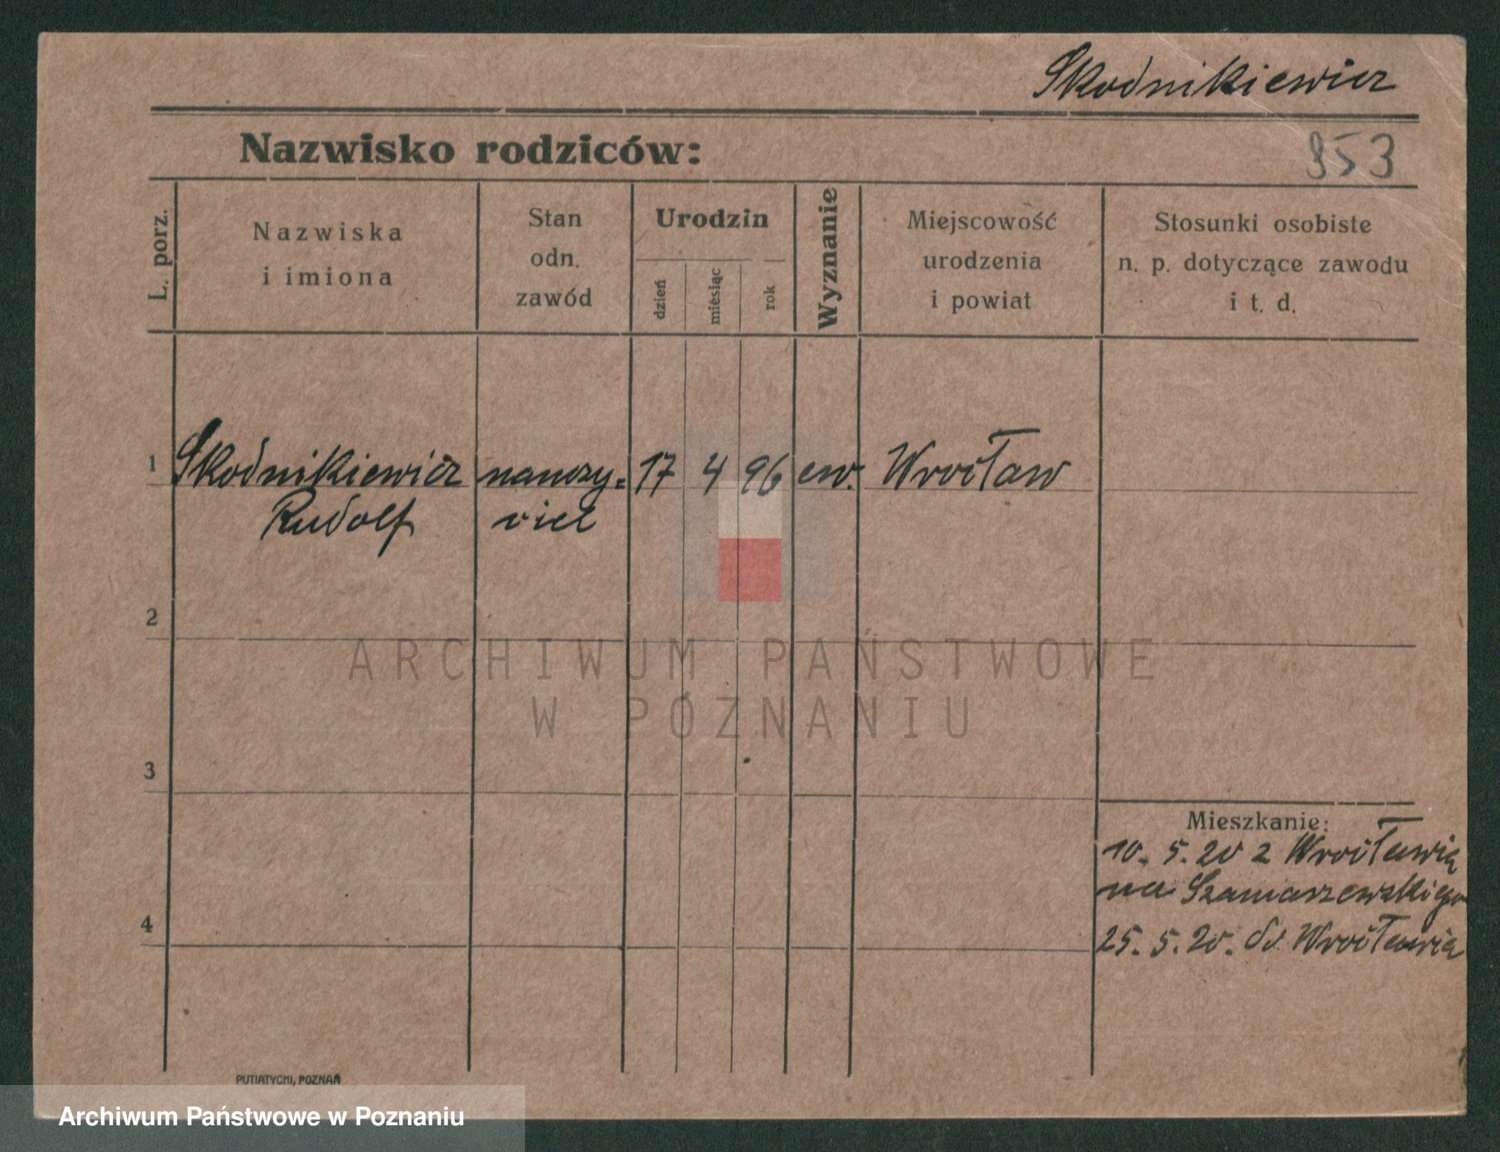 Skodnikiewicz
Nazwisko rodziców:
953
L. porz.
Nazwiska
i imiona
Stan
odn.
zawód
Urodzin
dzień
miesiąc
rok
Wyznanie
Miejscowość
urodzenia
i powiat
Stosunki osobiste
n. p. dotyczące zawodu
i t. d.
1 Skodnikiewicz nauczy= 17 4 96 ew. Wrocław
Rudolf ciel
2
ARCHIWUM PAŃSTWOWE
W POZNANIU
3
Mieszkanie:
10. 5. 20 z Wrocławia
na Szamarzewskiego
4
25. 5. 20. do Wrocławia
PUTIATYCKI, POZNAŃ
Archiwum Państwowe w Poznaniu